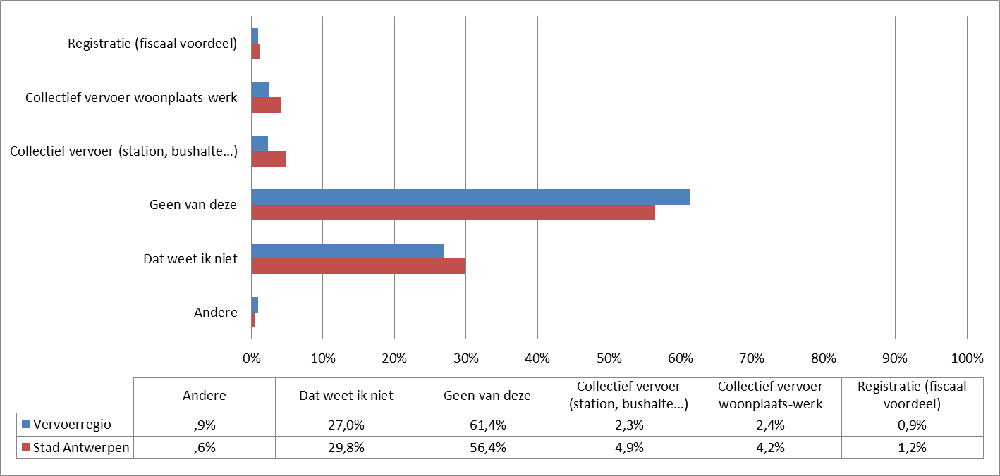 Registratie (fiscaal voordeel)
Collectief vervoer woonplaats-werk
Collectief vervoer (station, bushalte...)
Geen van deze
Dat weet ik niet
Andere
0% 10% 20% 30% 40% 50% 60% 70% 80% 90% 100%
Andere Dat weet ik niet Geen van deze Collectief vervoer (station, bushalte...) Collectief vervoer woonplaats-werk Registratie (fiscaal voordeel)
Vervoerregio ,9% 27,0% 61,4% 2,3% 2,4% 0,9%
Stad Antwerpen ,6% 29,8% 56,4% 4,9% 4,2% 1,2%